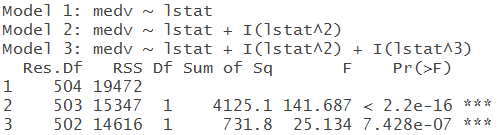 Model 1: medv ~ lstat
Model 2: medv ~ lstat + I(lstat^2)
Model 3: medv ~ lstat + I(lstat^2) + I(lstat^3)
  Res.Df   RSS Df Sum of Sq       F    Pr(>F)
1    504 19472
2    503 15347  1    4125.1 141.687 < 2.2e-16 ***
3    502 14616  1     731.8  25.134 7.428e-07 ***